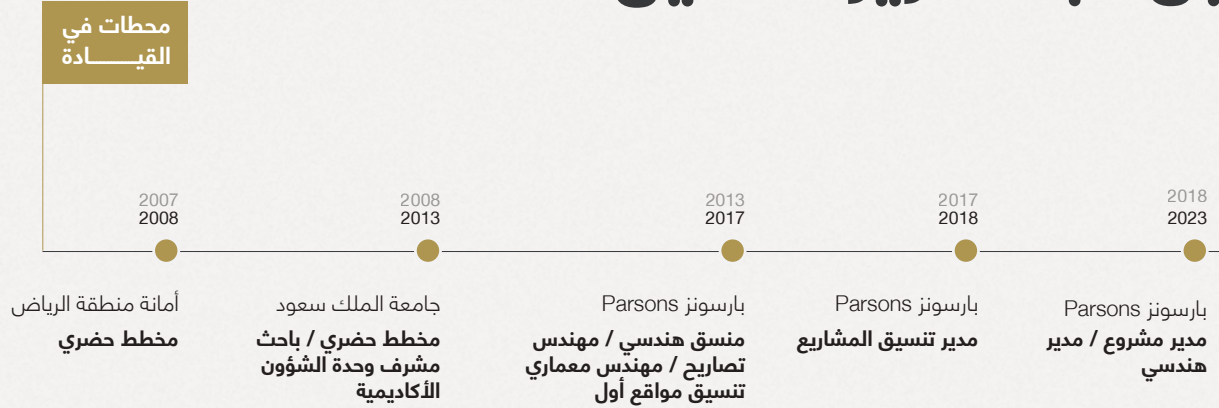 محطات في
القيــــــادة
2007
2008
أمانة منطقة الرياض
مخطط حضري
2008
2013
جامعة الملك سعود
مخطط حضري / باحث
مشرف وحدة الشؤون
الأكاديمية
2013
2017
بارسونز Parsons
منسق هندسي / مهندس
تصاريح / مهندس معماري
تنسيق مواقع أول
2017
2018
بارسونز Parsons
مدير تنسيق المشاريع
2018
2023
بارسونز Parsons
مدير مشروع / مدير
هندسي